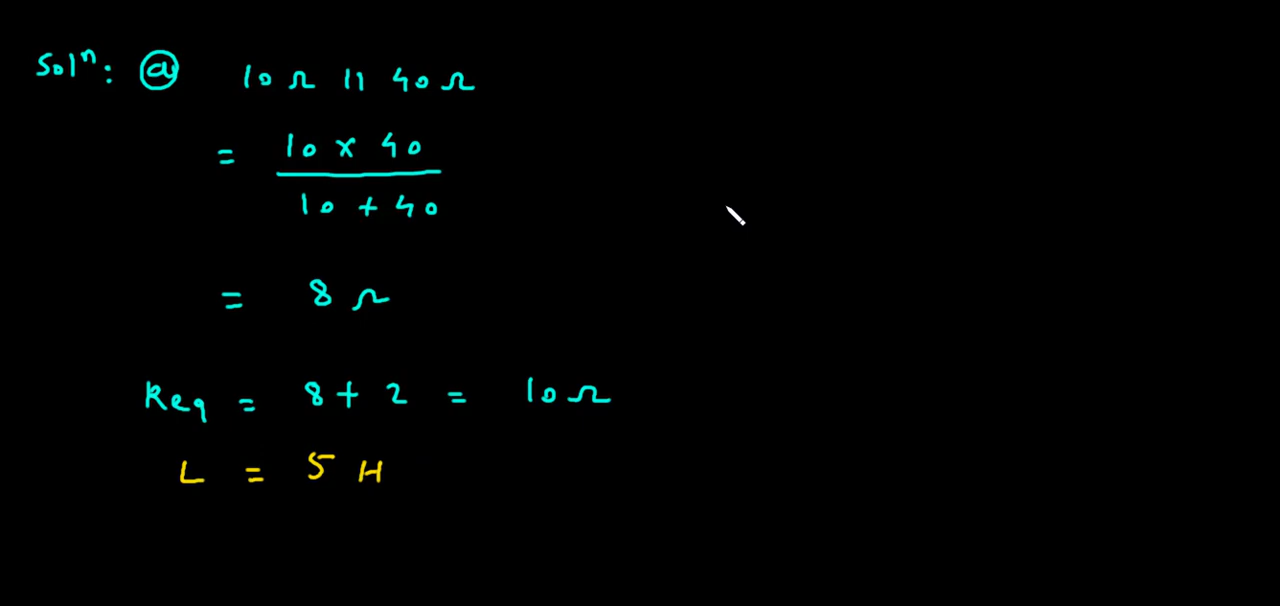 Solⁿ: ⓐ 10 Ω || 40 Ω
= 10 x 40
10 + 40
= 8 Ω
Req = 8 + 2 = 10 Ω
L = 5 H